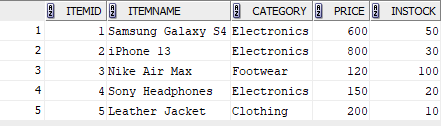 ITEMID ITEMNAME CATEGORY PRICE INSTOCK
1 1 Samsung Galaxy S4 Electronics 600 50
2 2 iPhone 13 Electronics 800 30
3 3 Nike Air Max Footwear 120 100
4 4 Sony Headphones Electronics 150 20
5 5 Leather Jacket Clothing 200 10